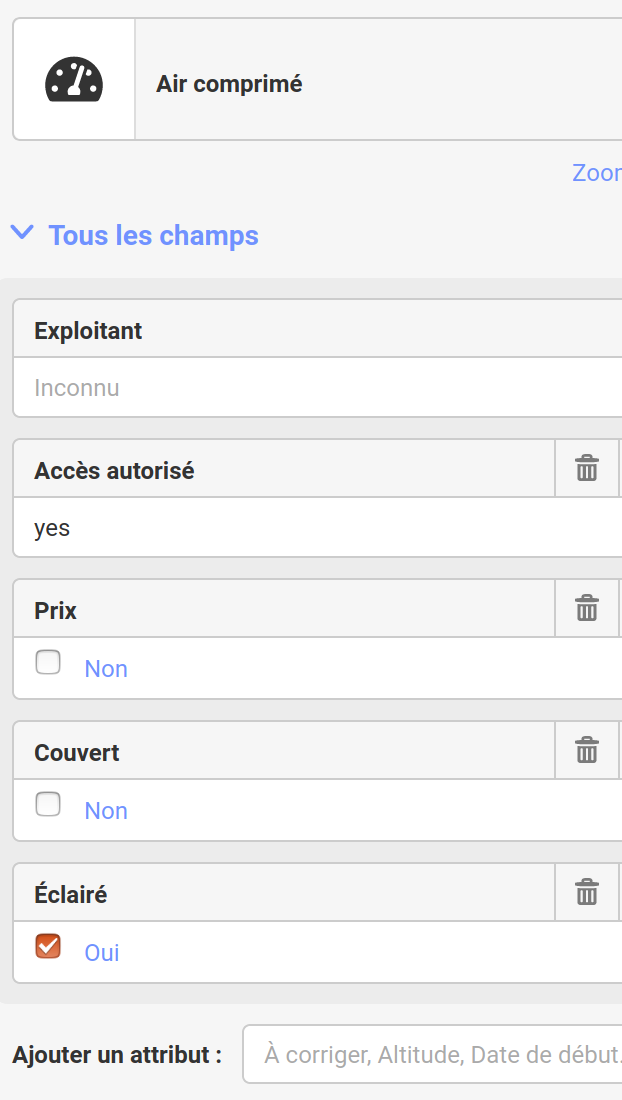 Air comprimé
Tous les champs
Exploitant
Inconnu
Accès autorisé
yes
Prix
Non
Couvert
Non
Éclairé
Oui
Ajouter un attribut :
À corriger, Altitude, Date de début.